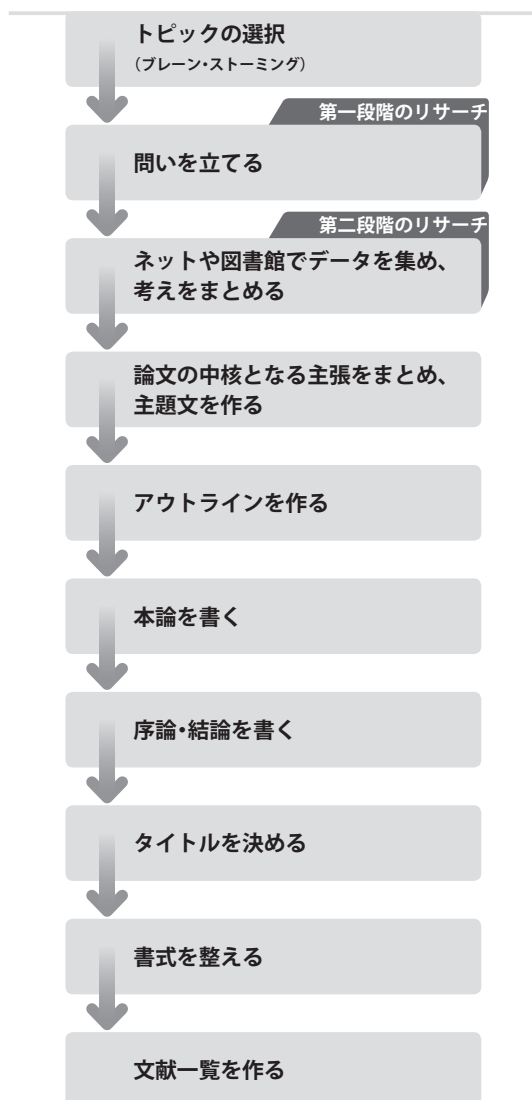 トピックの選択
（ブレーン・ストーミング）
第一段階のリサーチ
問いを立てる
第二段階のリサーチ
ネットや図書館でデータを集め、
考えをまとめる
論文の中核となる主張をまとめ、
主題文を作る
アウトラインを作る
本論を書く
序論・結論を書く
タイトルを決める
書式を整える
文献一覧を作る